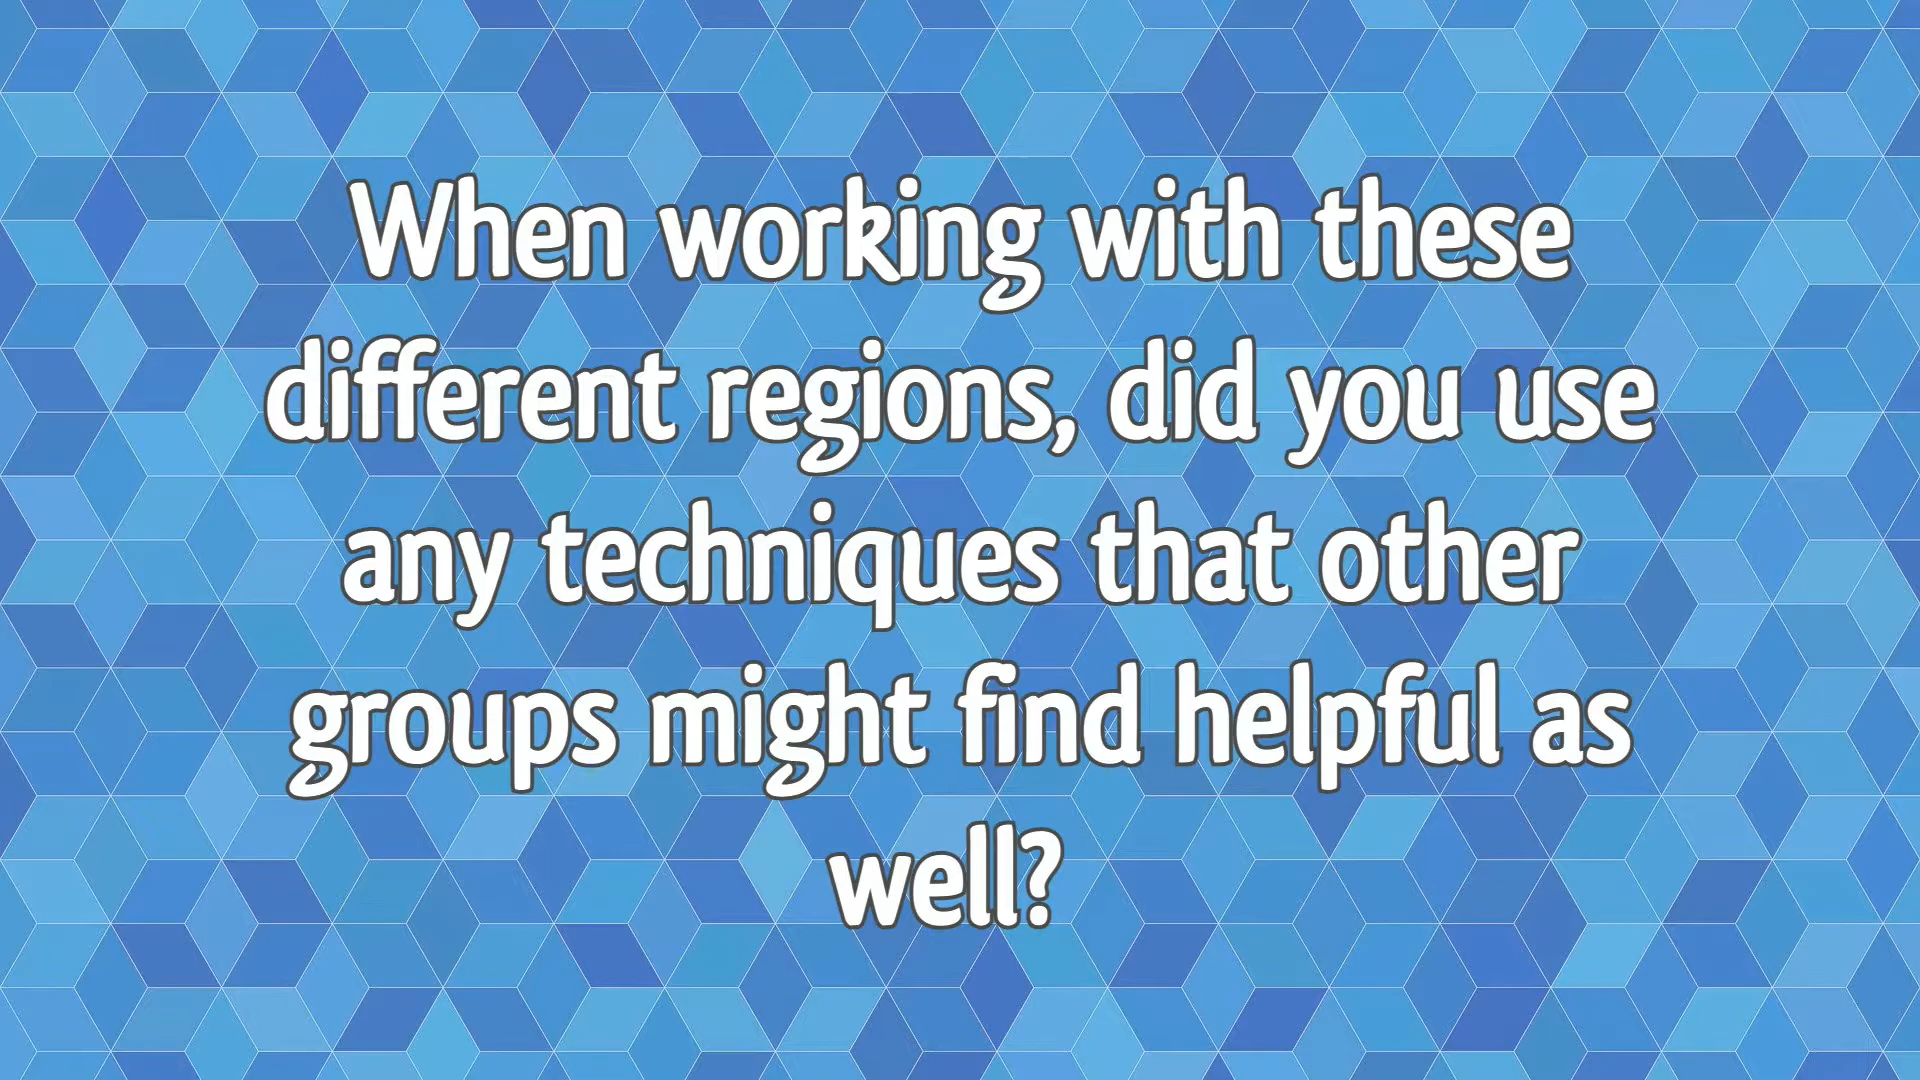 When working with these
different regions, did you use
any techniques that other
groups might find helpful as
well?